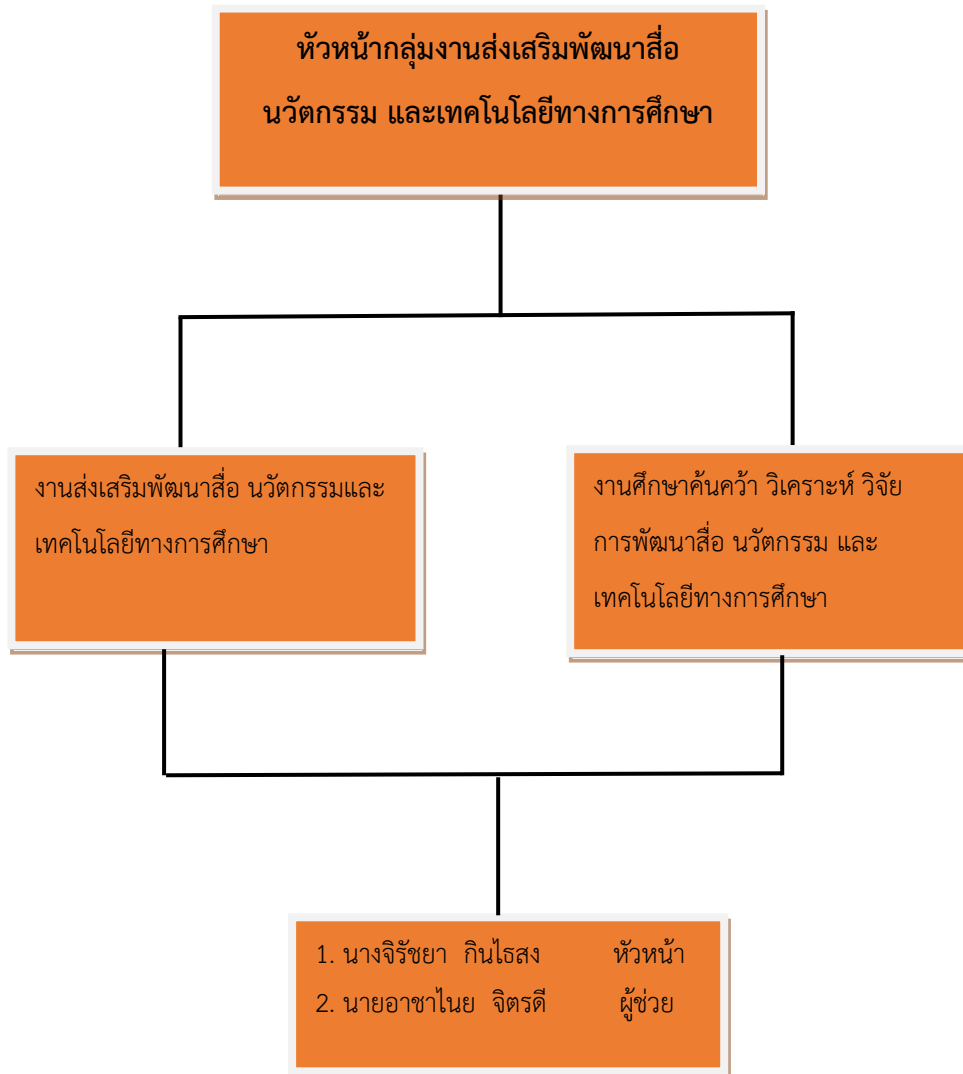 หัวหน้ากลุ่มงานส่งเสริมพัฒนาสื่อ
นวัตกรรม และเทคโนโลยีทางการศึกษา
งานส่งเสริมพัฒนาสื่อ นวัตกรรมและ
เทคโนโลยีทางการศึกษา
งานศึกษาค้นคว้า วิเคราะห์ วิจัย
การพัฒนาสื่อ นวัตกรรม และ
เทคโนโลยีทางการศึกษา
1. นางจิรัชยา กินไธสง หัวหน้า
2. นายอาชาไนย จิตรดี ผู้ช่วย